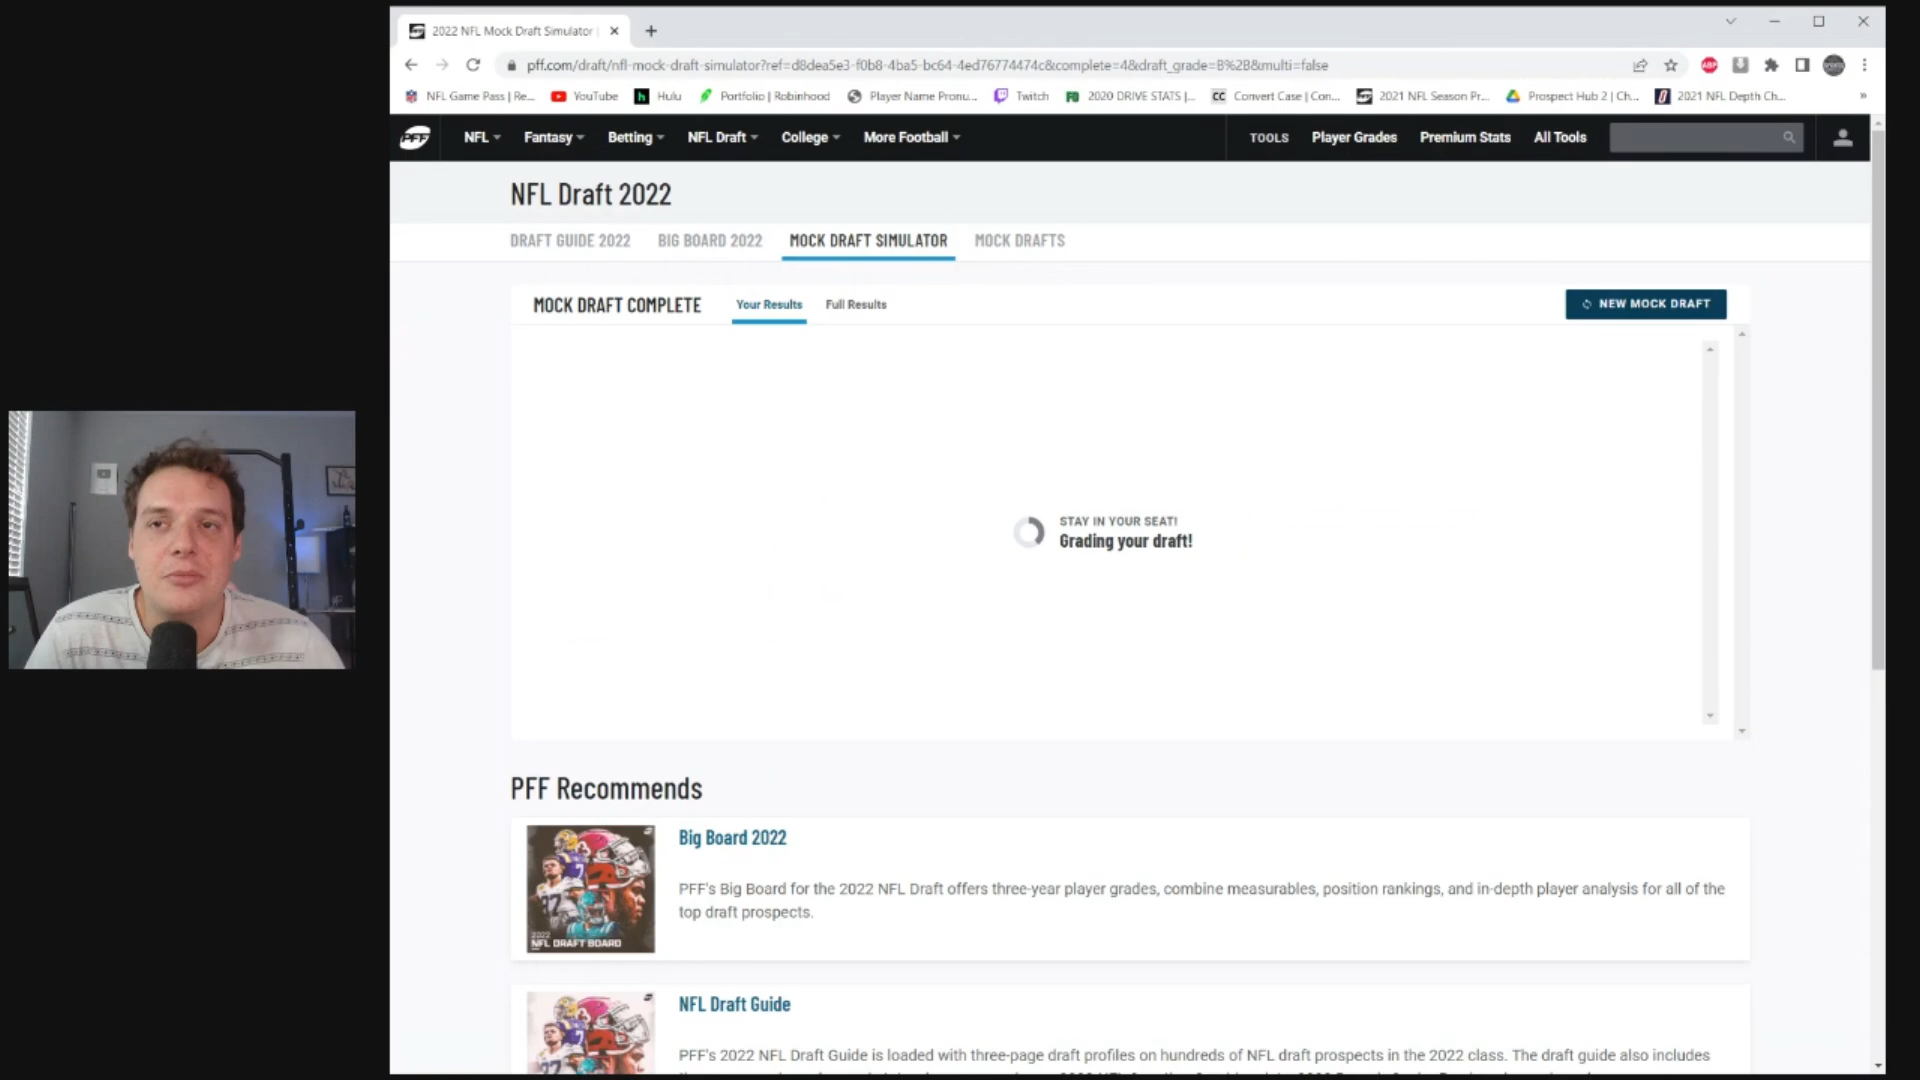 2022 NFL Mock Draft Simulator |
pff.com/draft/nfl-mock-draft-simulator?ref=d8dea5e3-f0b8-4ba5-bc64-4ed76774474c&complete=4&draft_grade=B%2B&multi=false
NFL Game Pass | Re... YouTube Hulu Portfolio | Robinhood Player Name Pronu... Twitch 2020 DRIVE STATS |... CC Convert Case | Con... 2021 NFL Season Pr... Prospect Hub 2 | Ch... 2021 NFL Depth Ch... »
PFF NFL Fantasy Betting NFL Draft College More Football TOOLS Player Grades Premium Stats All Tools
NFL Draft 2022
DRAFT GUIDE 2022 BIG BOARD 2022 MOCK DRAFT SIMULATOR MOCK DRAFTS
MOCK DRAFT COMPLETE Your Results Full Results NEW MOCK DRAFT
STAY IN YOUR SEAT!
Grading your draft!
PFF Recommends
Big Board 2022
PFF's Big Board for the 2022 NFL Draft offers three-year player grades, combine measurables, position rankings, and in-depth player analysis for all of the
top draft prospects.
2022
NFL DRAFT BOARD
NFL Draft Guide
PFF's 2022 NFL Draft Guide is loaded with three-page draft profiles on hundreds of NFL draft prospects in the 2022 class. The draft guide also includes